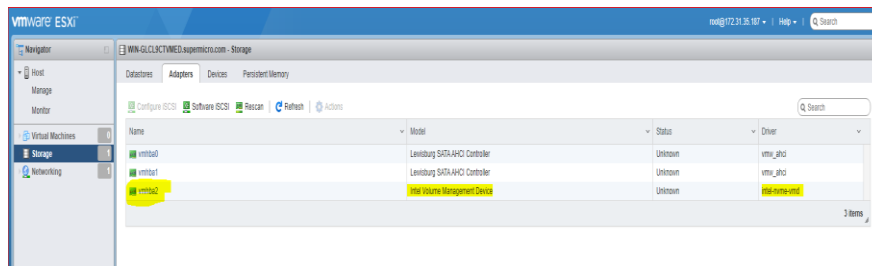 vmware ESXi™
root@172.31.35.187 | Help | Search
Navigator
WIN-GLCL9CTVMED.supermicro.com - Storage
Host
Manage
Monitor
Virtual Machines 0
Storage 1
Networking 1
Datastores Adapters Devices Persistent Memory
Configure iSCSI Software iSCSI Rescan | Refresh | Actions
Search
Name Model Status Driver
vmhba0 Lewisburg SATA AHCI Controller Unknown vmw_ahci
vmhba1 Lewisburg SATA AHCI Controller Unknown vmw_ahci
vmhba2 Intel Volume Management Device Unknown intel-nvme-vmd
3 items